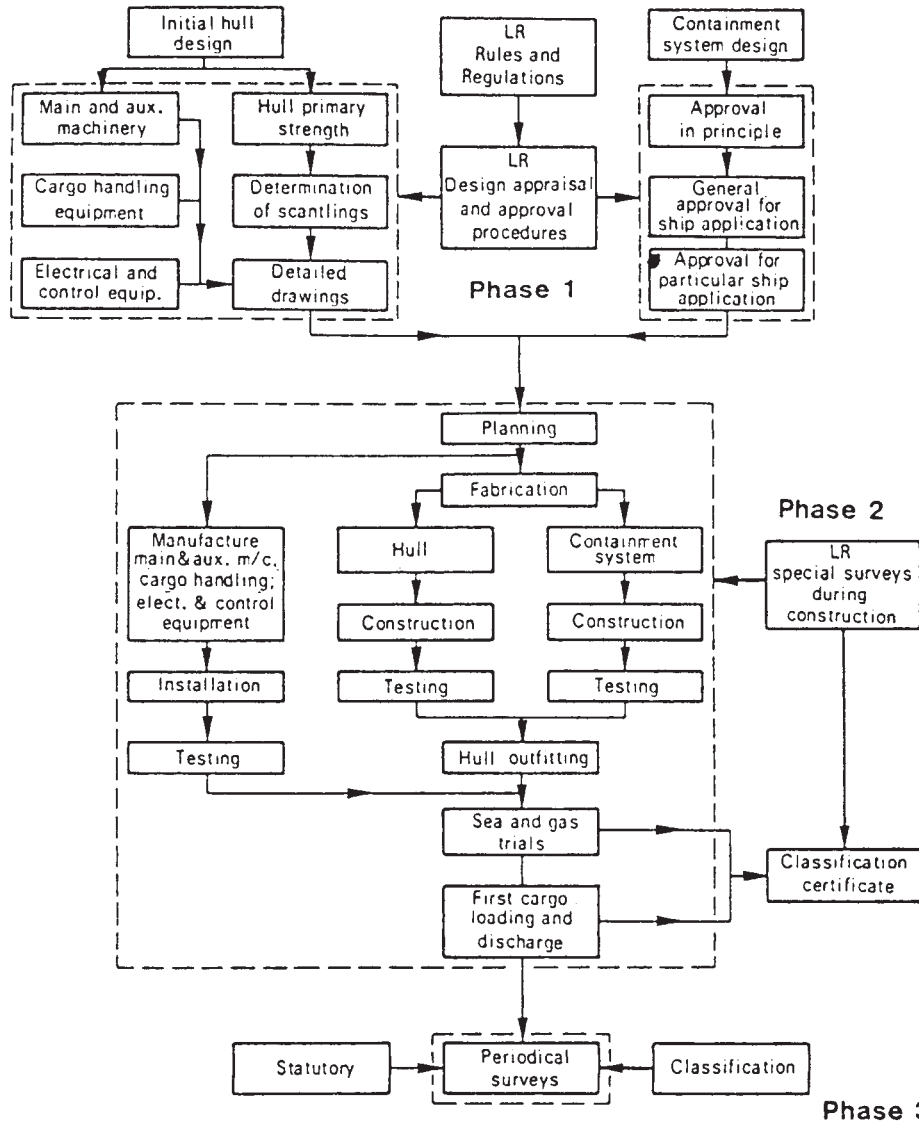 Initial hull
design
LR
Rules and
Regulations
Containment
system design
Main and aux.
machinery
Hull primary
strength
Approval
in principle
Cargo handling
equipment
Determination
of scantlings
LR
Design appraisal
and approval
procedures
General
approval for
ship application
Electrical and
control equip.
Detailed
drawings
Approval for
particular ship
application
Phase 1
Planning
Fabrication
Phase 2
Manufacture
main & aux. m/c.
cargo handling;
elect. & control
equipment
Hull
Containment
system
LR
special surveys
during
construction
Construction
Construction
Installation
Testing
Testing
Testing
Hull outfitting
Sea and gas
trials
Classification
certificate
First cargo
loading and
discharge
Statutory
Periodical
surveys
Classification
Phase 3